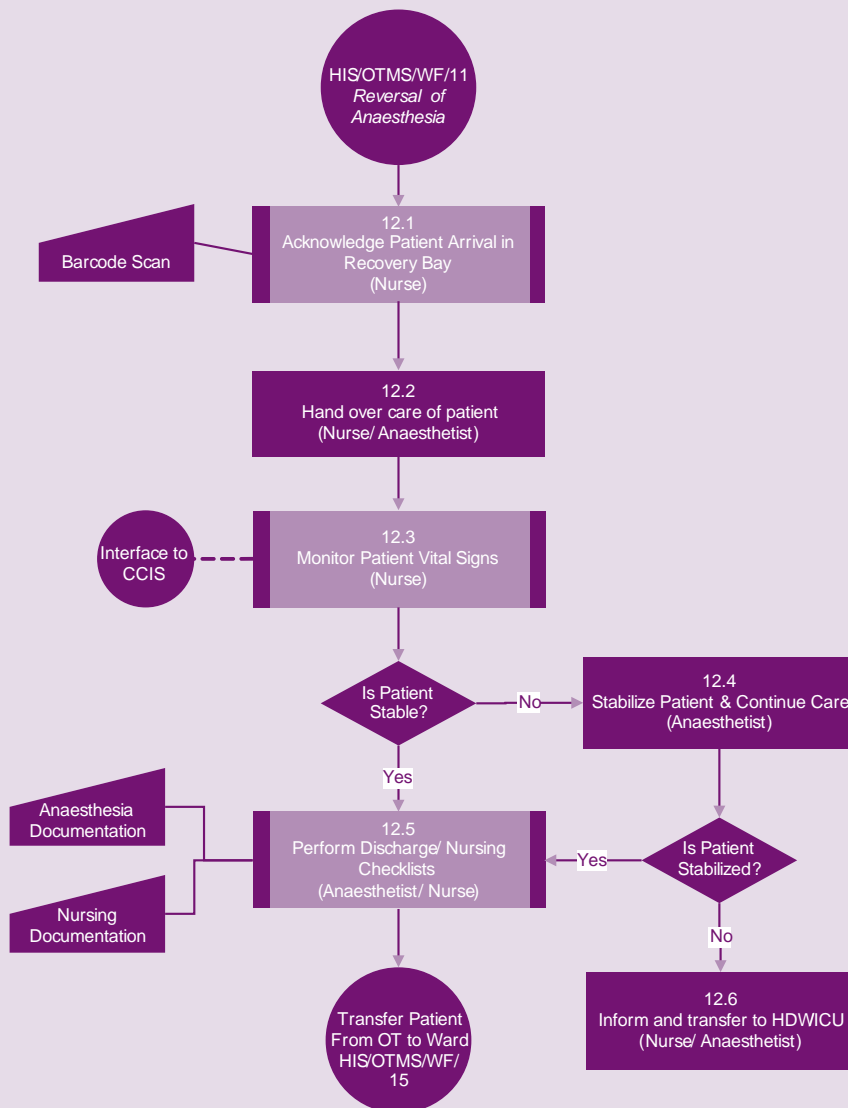 HIS/OTMS/WF/11
Reversal of
Anaesthesia
12.1
Acknowledge Patient Arrival in
Recovery Bay
(Nurse)
Barcode Scan
12.2
Hand over care of patient
(Nurse/ Anaesthetist)
12.3
Monitor Patient Vital Signs
(Nurse)
Interface to
CCIS
Is Patient
Stable?
No
12.4
Stabilize Patient & Continue Care
(Anaesthetist)
Yes
Anaesthesia
Documentation
12.5
Perform Discharge/ Nursing
Checklists
(Anaesthetist/ Nurse)
Yes
Is Patient
Stabilized?
Nursing
Documentation
No
12.6
Inform and transfer to HDWICU
(Nurse/ Anaesthetist)
Transfer Patient
From OT to Ward
HIS/OTMS/WF/
15